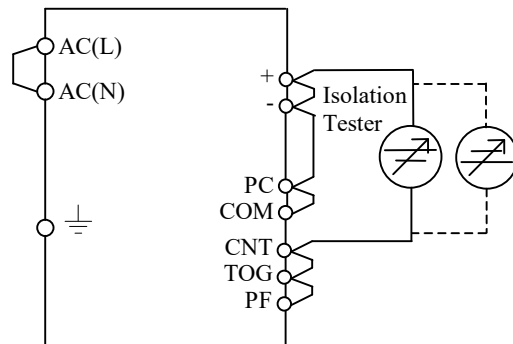 AC(L)
AC(N)
+
-
Isolation
Tester
PC
COM
CNT
TOG
PF